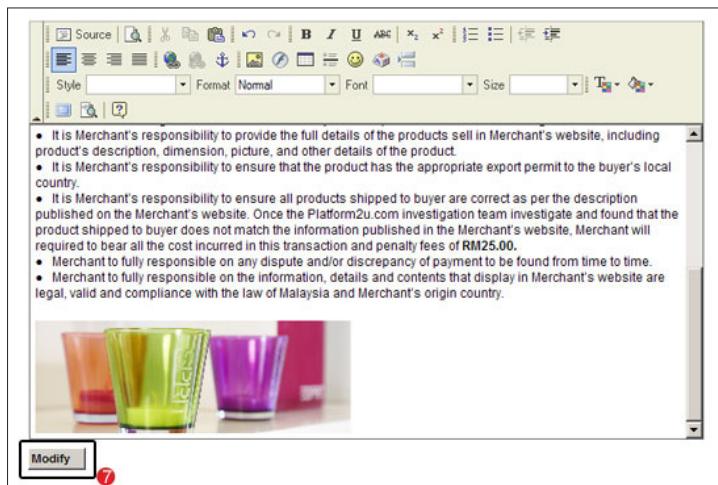 Source B I U ABC x₂ x²
Style Format Normal Font Size
• It is Merchant's responsibility to provide the full details of the products sell in Merchant's website, including
product's description, dimension, picture, and other details of the product.
• It is Merchant's responsibility to ensure that the product has the appropriate export permit to the buyer's local
country.
• It is Merchant's responsibility to ensure all products shipped to buyer are correct as per the description
published on the Merchant's website. Once the Platform2u.com investigation team investigate and found that the
product shipped to buyer does not match the information published in the Merchant's website, Merchant will
required to bear all the cost incurred in this transaction and penalty fees of RM25.00.
• Merchant to fully responsible on any dispute and/or discrepancy of payment to be found from time to time.
• Merchant to fully responsible on the information, details and contents that display in Merchant's website are
legal, valid and compliance with the law of Malaysia and Merchant's origin country.
Modify
7